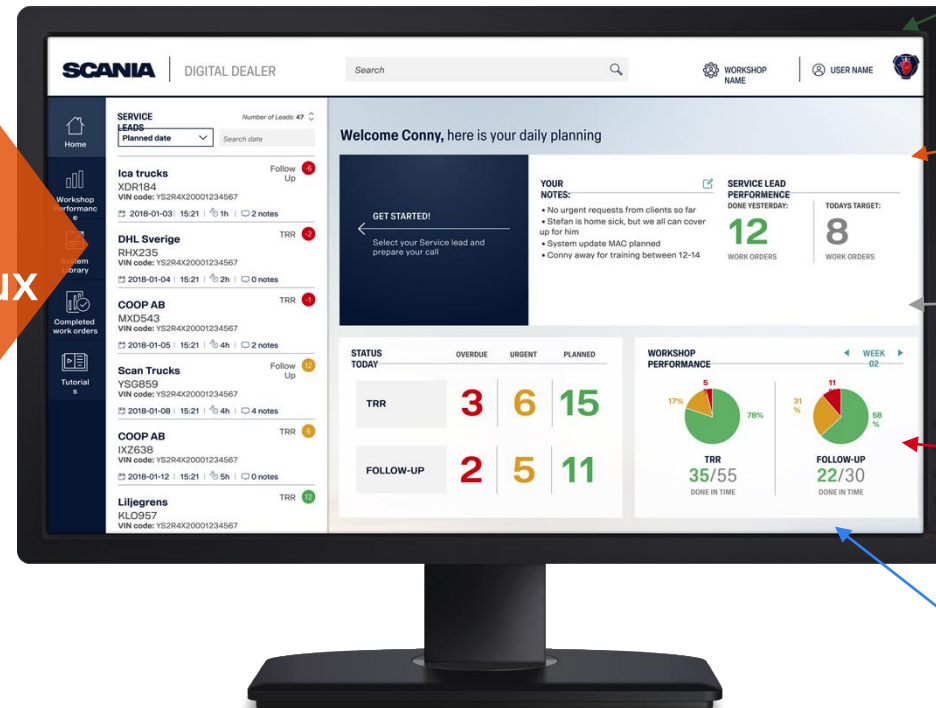 SCANIA
DIGITAL DEALER
Search
WORKSHOP
NAME
USER NAME
ux
Home
Workshop
Performanc
e
System
Library
Completed
work orders
Tutorial
s
SERVICE
LEADS
Number of Leads: 47
Planned date
Search date
Ica trucks
Follow
Up
-6
XDR184
VIN code: YS2R4X20001234567
2018-01-03 | 15:21 | 1h | 2 notes
DHL Sverige
TRR
-2
RHX235
VIN code: YS2R4X20001234567
2018-01-04 | 15:21 | 2h | 0 notes
COOP AB
TRR
-1
MXD543
VIN code: YS2R4X20001234567
2018-01-05 | 15:21 | 4h | 2 notes
Scan Trucks
Follow
Up
12
YSG859
VIN code: YS2R4X20001234567
2018-01-08 | 15:21 | 4h | 4 notes
COOP AB
TRR
6
IXZ638
VIN code: YS2R4X20001234567
2018-01-12 | 15:21 | 5h | 0 notes
Liljegrens
TRR
12
KLO957
VIN code: YS2R4X20001234567
Welcome Conny, here is your daily planning
GET STARTED!
Select your Service lead and
prepare your call
YOUR
NOTES:
• No urgent requests from clients so far
• Stefan is home sick, but we all can cover
up for him
• System update MAC planned
• Conny away for training between 12-14
SERVICE LEAD
PERFORMENCE
DONE YESTERDAY:
12
WORK ORDERS
TODAYS TARGET:
8
WORK ORDERS
STATUS
TODAY
OVERDUE
URGENT
PLANNED
TRR
3
6
15
FOLLOW-UP
2
5
11
WORKSHOP
PERFORMANCE
WEEK
02
5
17%
78%
TRR
35/55
DONE IN TIME
11
31
%
58
%
FOLLOW-UP
22/30
DONE IN TIME